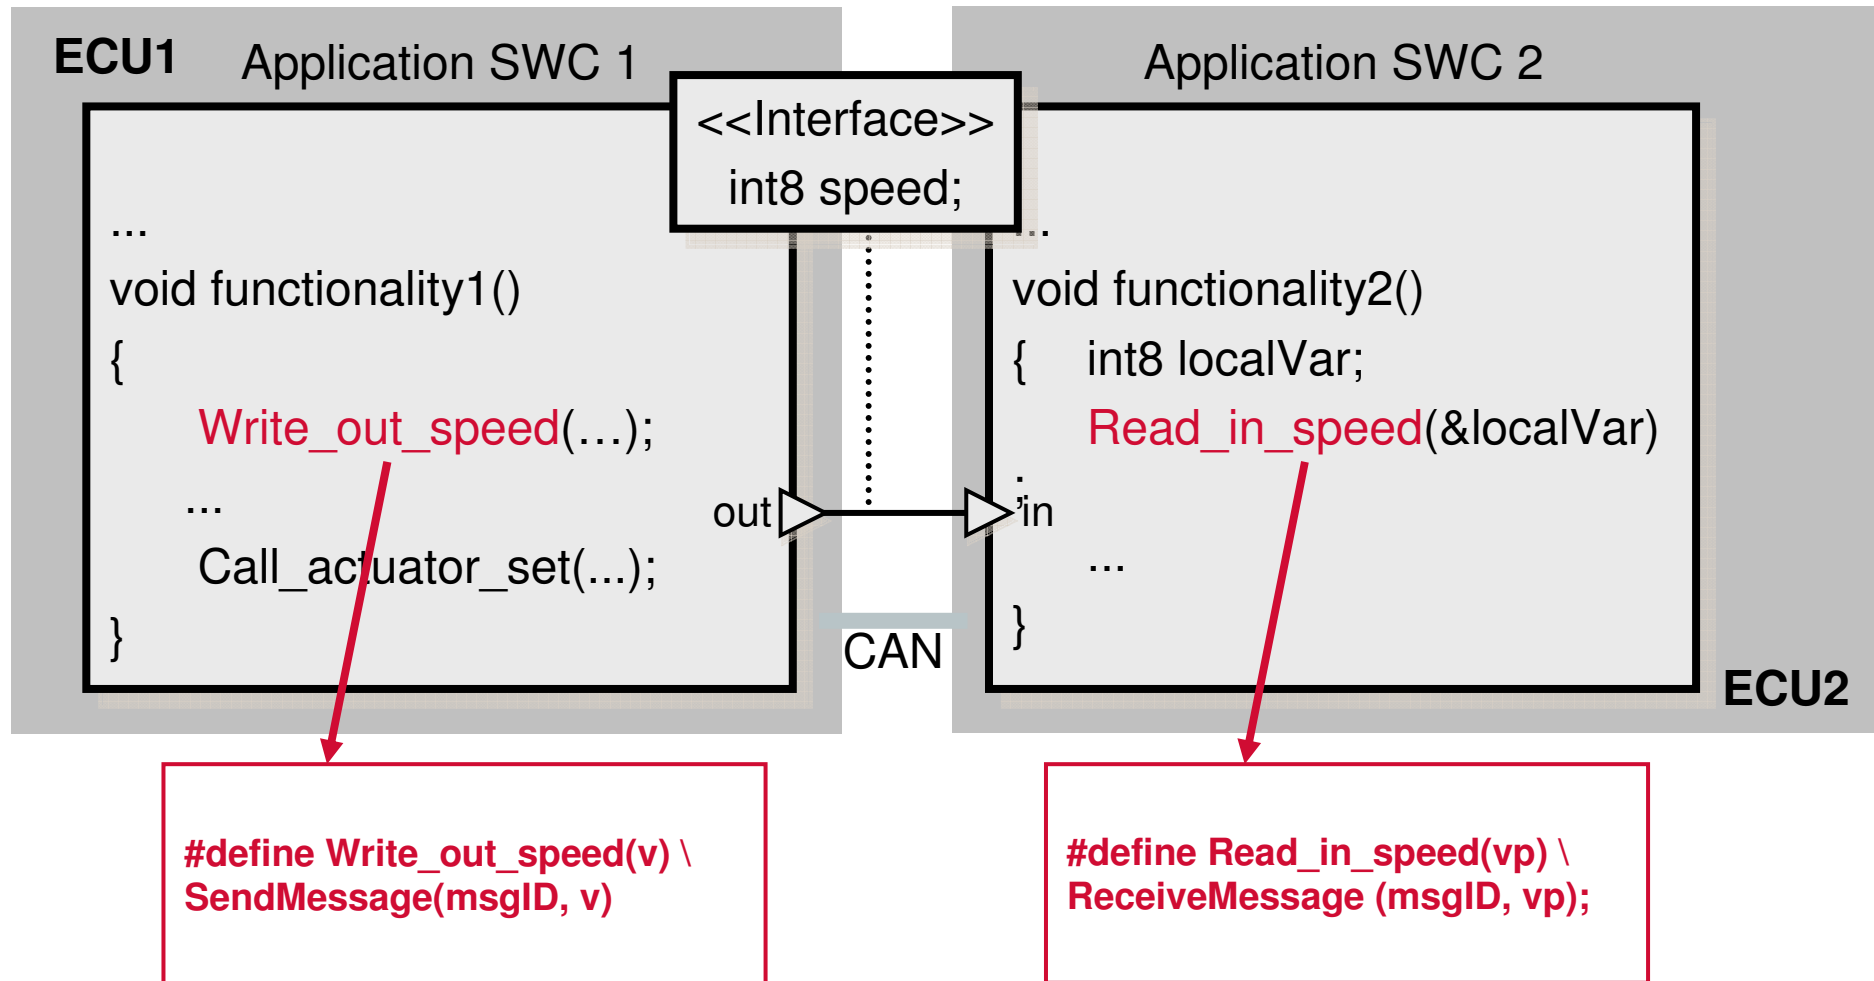 ECU1
Application SWC 1
Application SWC 2
<<Interface>>
int8 speed;
...
void functionality1()
{
Write_out_speed(...);
...
Call_actuator_set(...);
}
out
in
CAN
...
void functionality2()
{ int8 localVar;
Read_in_speed(&localVar)
;
...
}
ECU2
#define Write_out_speed(v) \
SendMessage(msgID, v)
#define Read_in_speed(vp) \
ReceiveMessage (msgID, vp);